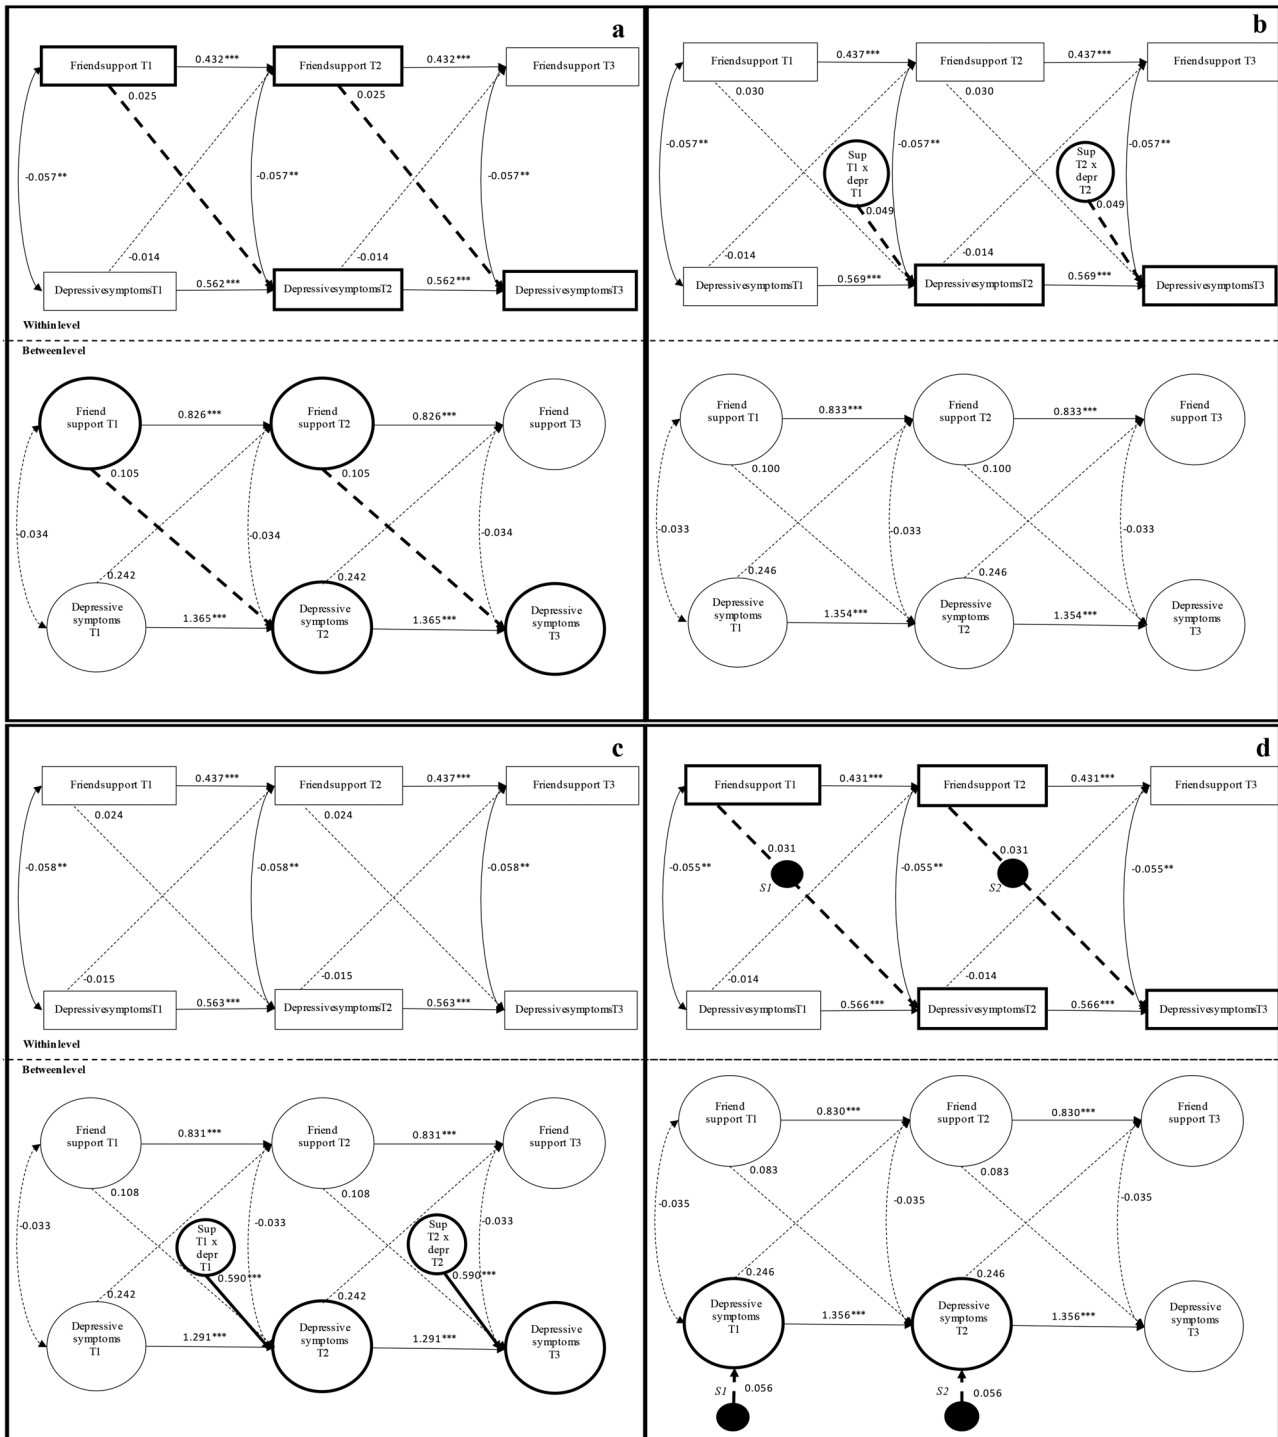 a
Friendsupport T1
0.432***
Friendsupport T2
0.432***
Friendsupport T3
0.025
0.025
-0.057**
-0.057**
-0.057**
-0.014
-0.014
DepressivesymptomsT1
0.562***
DepressivesymptomsT2
0.562***
DepressivesymptomsT3
Withinlevel
Betweenlevel
Friend
support T1
0.826***
Friend
support T2
0.826***
Friend
support T3
0.105
0.105
-0.034
-0.034
-0.034
0.242
0.242
Depressive
symptoms
T1
1.365***
Depressive
symptoms
T2
1.365***
Depressive
symptoms
T3
b
Friendsupport T1
0.437***
Friendsupport T2
0.437***
Friendsupport T3
0.030
0.030
-0.057**
-0.057**
-0.057**
Sup
T1 x
depr
T1
Sup
T2 x
depr
T2
0.049
0.049
-0.014
-0.014
DepressivesymptomsT1
0.569***
DepressivesymptomsT2
0.569***
DepressivesymptomsT3
Friend
support T1
0.833***
Friend
support T2
0.833***
Friend
support T3
0.100
0.100
-0.033
-0.033
-0.033
0.246
0.246
Depressive
symptoms
T1
1.354***
Depressive
symptoms
T2
1.354***
Depressive
symptoms
T3
c
Friendsupport T1
0.437***
Friendsupport T2
0.437***
Friendsupport T3
0.024
0.024
-0.058**
-0.058**
-0.058**
-0.015
-0.015
DepressivesymptomsT1
0.563***
DepressivesymptomsT2
0.563***
DepressivesymptomsT3
Withinlevel
Betweenlevel
Friend
support T1
0.831***
Friend
support T2
0.831***
Friend
support T3
0.108
0.108
-0.033
-0.033
-0.033
Sup
T1 x
depr
T1
Sup
T2 x
depr
T2
0.590***
0.590***
0.242
0.242
Depressive
symptoms
T1
1.291***
Depressive
symptoms
T2
1.291***
Depressive
symptoms
T3
d
Friendsupport T1
0.431***
Friendsupport T2
0.431***
Friendsupport T3
0.031
0.031
S1
S2
-0.055**
-0.055**
-0.055**
-0.014
-0.014
DepressivesymptomsT1
0.566***
DepressivesymptomsT2
0.566***
DepressivesymptomsT3
Friend
support T1
0.830***
Friend
support T2
0.830***
Friend
support T3
0.083
0.083
-0.035
-0.035
-0.035
0.246
0.246
Depressive
symptoms
T1
1.356***
Depressive
symptoms
T2
1.356***
Depressive
symptoms
T3
S1
0.056
S2
0.056